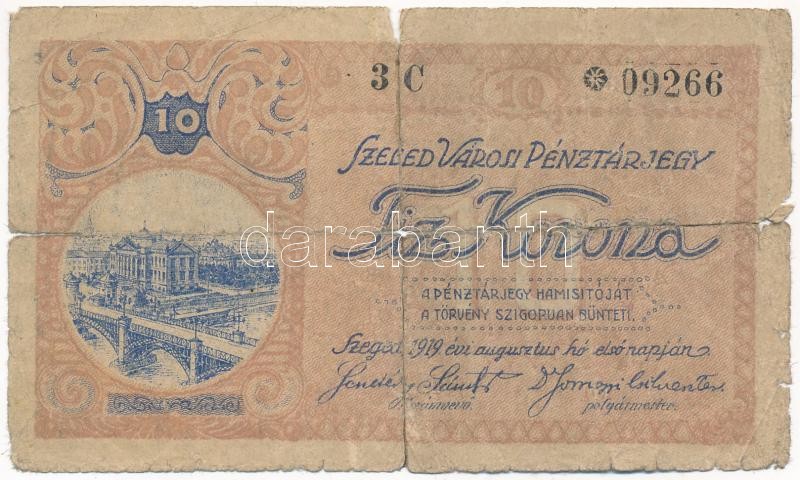 3 C ✽ 09266
10
10
SZEGED VÁROSI PÉNZTÁRJEGY
Tíz Korona
darabanth
A PÉNZTÁRJEGY HAMISITÓJÁT
A TÖRVÉNY SZIGORUAN BÜNTETI.
Szeged, 1919 évi augusztus hó első napján.
polgármester.